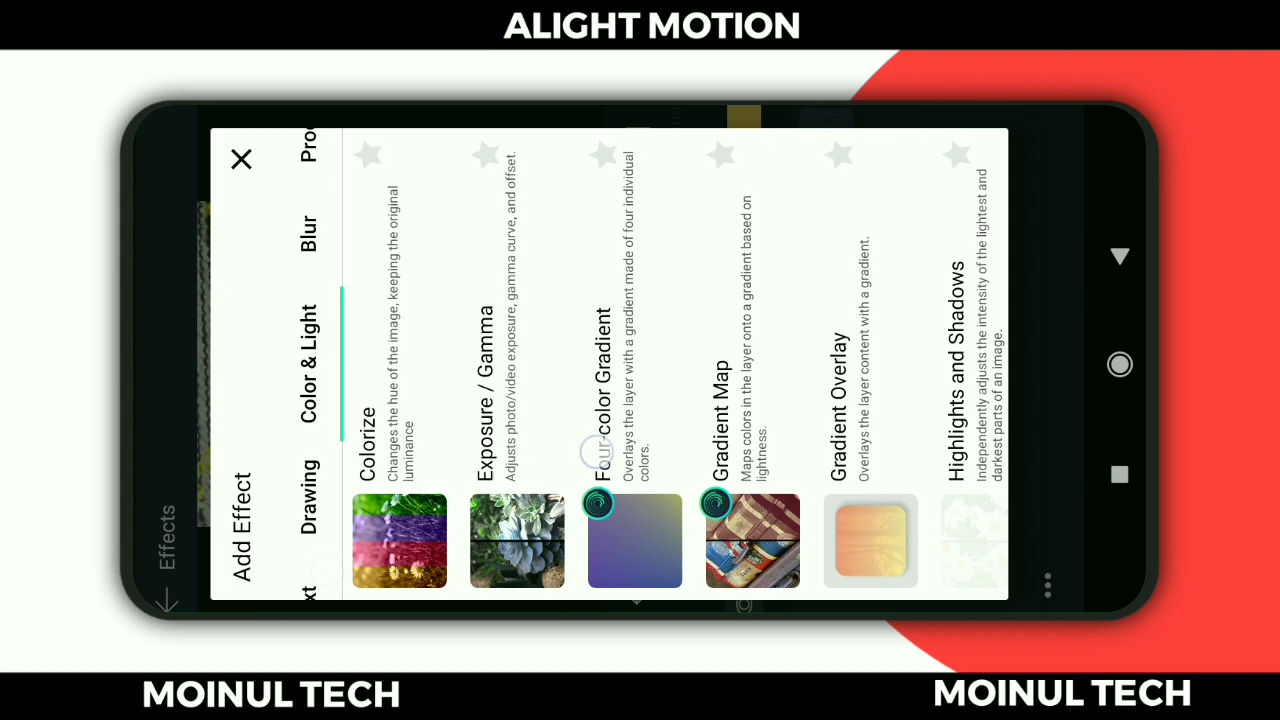 ALIGHT MOTION
Effects
Add Effect
xt
Drawing
Color & Light
Blur
Proc
Colorize
Changes the hue of the image, keeping the original
luminance
Exposure / Gamma
Adjusts photo/video exposure, gamma curve, and offset.
Four-color Gradient
Overlays the layer with a gradient made of four individual
colors.
Gradient Map
Maps colors in the layer onto a gradient based on
lightness.
Gradient Overlay
Overlays the layer content with a gradient.
Highlights and Shadows
Independently adjusts the intensity of the lightest and
darkest parts of an image.
MOINUL TECH
MOINUL TECH